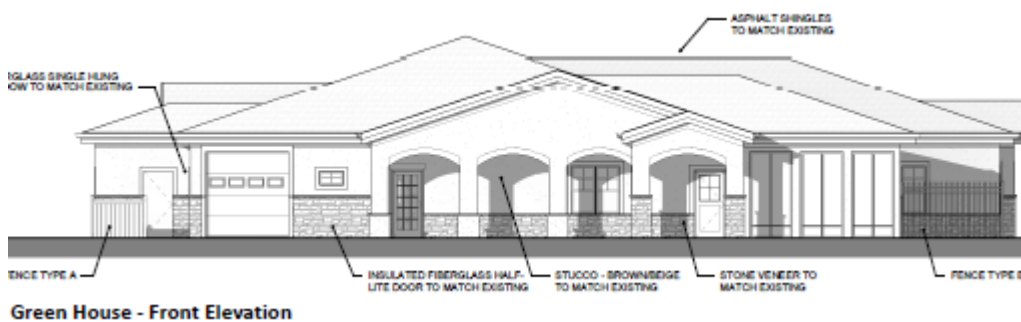 ASPHALT SHINGLES
TO MATCH EXISTING
RGLASS SINGLE HUNG
OW TO MATCH EXISTING
ENCE TYPE A
INSULATED FIBERGLASS HALF-
LITE DOOR TO MATCH EXISTING
STUCCO - BROWN/BEIGE
TO MATCH EXISTING
STONE VENEER TO
MATCH EXISTING
FENCE TYPE B
Green House - Front Elevation